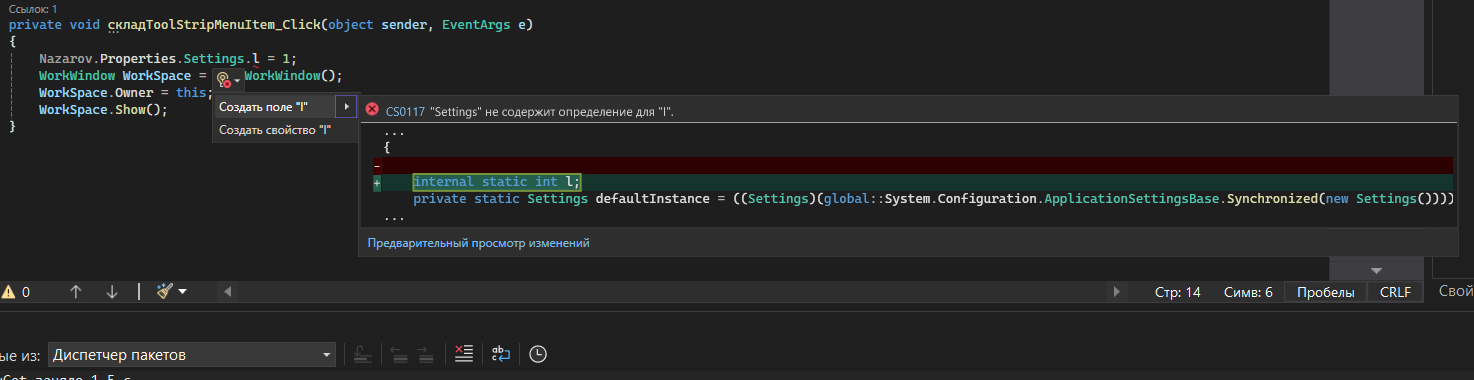 Ссылок: 1
private void складToolStripMenuItem_Click(object sender, EventArgs e)
{
Nazarov.Properties.Settings.l = 1;
WorkWindow WorkSpace = WorkWindow();
WorkSpace.Owner = this;
WorkSpace.Show();
}
Создать поле "l"
Создать свойство "l"
CS0117 "Settings" не содержит определение для "l".
...
{
-
+ internal static int l;
private static Settings defaultInstance = ((Settings)(global::System.Configuration.ApplicationSettingsBase.Synchronized(new Settings())))
...
Предварительный просмотр изменений
0
Стр: 14 Симв: 6 Пробелы CRLF
Свой
ые из: Диспетчер пакетов